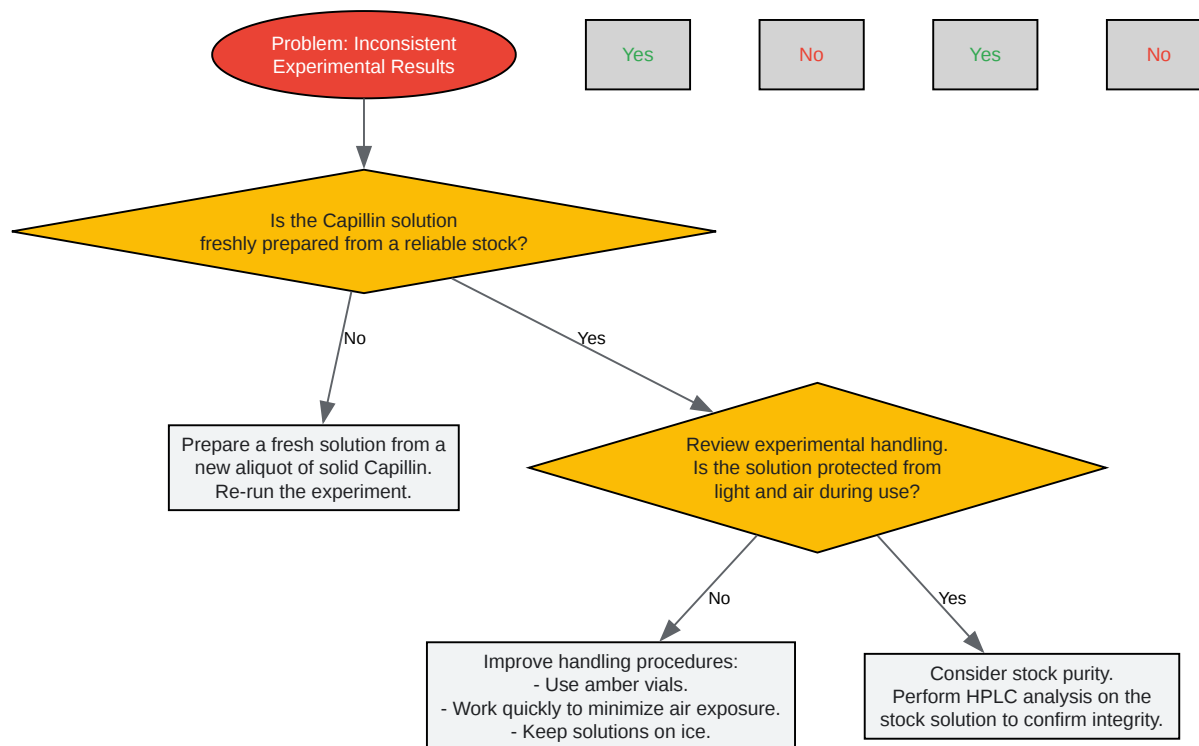 Problem: Inconsistent
Experimental Results
Yes
No
Yes
No
Is the Capillin solution
freshly prepared from a reliable stock?
No
Yes
Prepare a fresh solution from a
new aliquot of solid Capillin.
Re-run the experiment.
Review experimental handling.
Is the solution protected from
light and air during use?
No
Yes
Improve handling procedures:
- Use amber vials.
- Work quickly to minimize air exposure.
- Keep solutions on ice.
Consider stock purity.
Perform HPLC analysis on the
stock solution to confirm integrity.